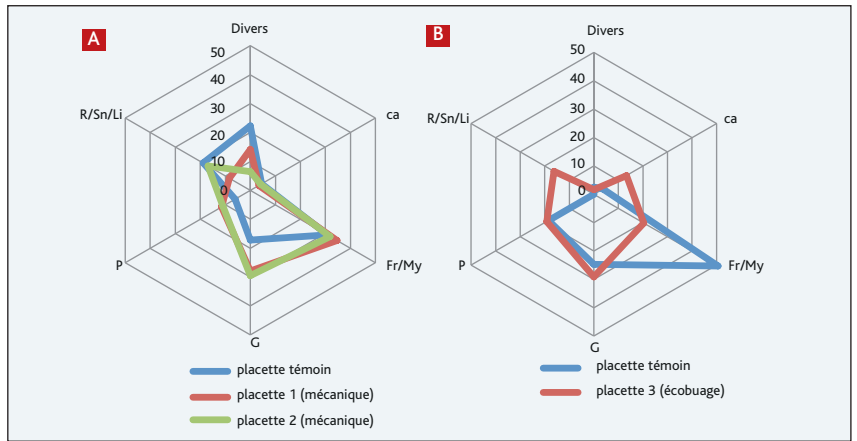 A
Divers
50
40
30
20
10
0
R/Sn/Li
ca
P
Fr/My
G
placette témoin
placette 1 (mécanique)
placette 2 (mécanique)
B
Divers
50
40
30
20
10
0
R/Sn/Li
ca
P
Fr/My
G
placette témoin
placette 3 (écobuage)